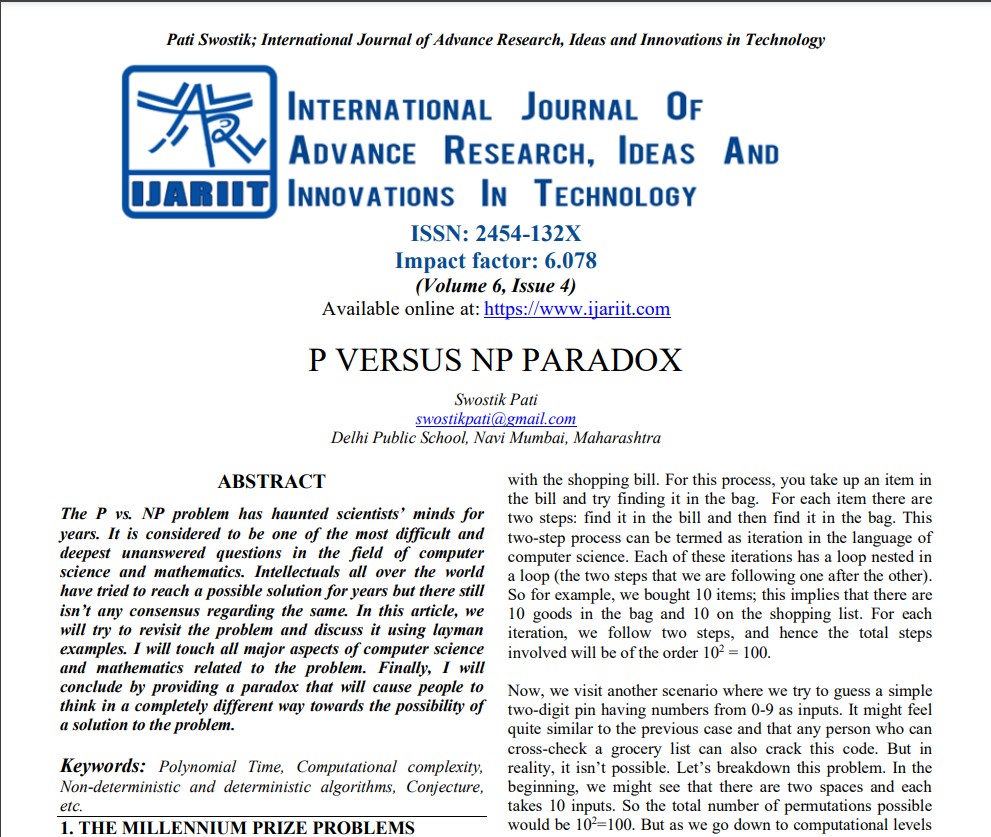 Pati Swostik; International Journal of Advance Research, Ideas and Innovations in Technology
IJARIIT
INTERNATIONAL JOURNAL OF
ADVANCE RESEARCH, IDEAS AND
INNOVATIONS IN TECHNOLOGY
ISSN: 2454-132X
Impact factor: 6.078
(Volume 6, Issue 4)
Available online at: https://www.ijariit.com
P VERSUS NP PARADOX
Swostik Pati
swostikpati@gmail.com
Delhi Public School, Navi Mumbai, Maharashtra
ABSTRACT
The P vs. NP problem has haunted scientists’ minds for
years. It is considered to be one of the most difficult and
deepest unanswered questions in the field of computer
science and mathematics. Intellectuals all over the world
have tried to reach a possible solution for years but there still
isn’t any consensus regarding the same. In this article, we
will try to revisit the problem and discuss it using layman
examples. I will touch all major aspects of computer science
and mathematics related to the problem. Finally, I will
conclude by providing a paradox that will cause people to
think in a completely different way towards the possibility of
a solution to the problem.
Keywords: Polynomial Time, Computational complexity,
Non-deterministic and deterministic algorithms, Conjecture,
etc.
1. THE MILLENNIUM PRIZE PROBLEMS
with the shopping bill. For this process, you take up an item in
the bill and try finding it in the bag. For each item there are
two steps: find it in the bill and then find it in the bag. This
two-step process can be termed as iteration in the language of
computer science. Each of these iterations has a loop nested in
a loop (the two steps that we are following one after the other).
So for example, we bought 10 items; this implies that there are
10 goods in the bag and 10 on the shopping list. For each
iteration, we follow two steps, and hence the total steps
involved will be of the order 10² = 100.
Now, we visit another scenario where we try to guess a simple
two-digit pin having numbers from 0-9 as inputs. It might feel
quite similar to the previous case and that any person who can
cross-check a grocery list can also crack this code. But in
reality, it isn’t possible. Let’s breakdown this problem. In the
beginning, we might see that there are two spaces and each
takes 10 inputs. So the total number of permutations possible
would be 10²=100. But as we go down to computational levels